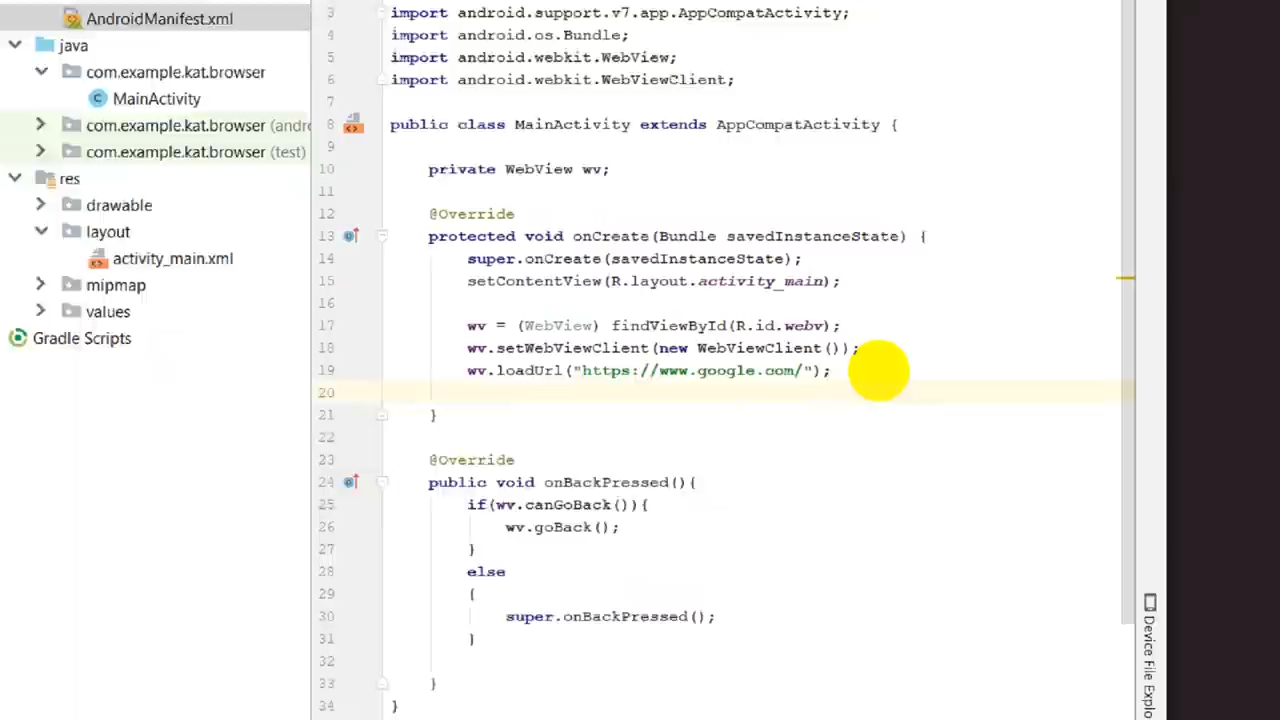 AndroidManifest.xml
java
com.example.kat.browser
MainActivity
com.example.kat.browser (andr
com.example.kat.browser (test)
res
drawable
layout
activity_main.xml
mipmap
values
Gradle Scripts
3 import android.support.v7.app.AppCompatActivity;
4 import android.os.Bundle;
5 import android.webkit.WebView;
6 import android.webkit.WebViewClient;
7
8 public class MainActivity extends AppCompatActivity {
9
10 private WebView wv;
11
12 @Override
13 protected void onCreate(Bundle savedInstanceState) {
14 super.onCreate(savedInstanceState);
15 setContentView(R.layout.activity_main);
16
17 wv = (WebView) findViewById(R.id.webv);
18 wv.setWebViewClient(new WebViewClient());
19 wv.loadUrl("https://www.google.com/");
20
21 }
22
23 @Override
24 public void onBackPressed(){
25 if(wv.canGoBack()){
26 wv.goBack();
27 }
28 else
29 {
30 super.onBackPressed();
31 }
32
33 }
34 }
Device File Explo